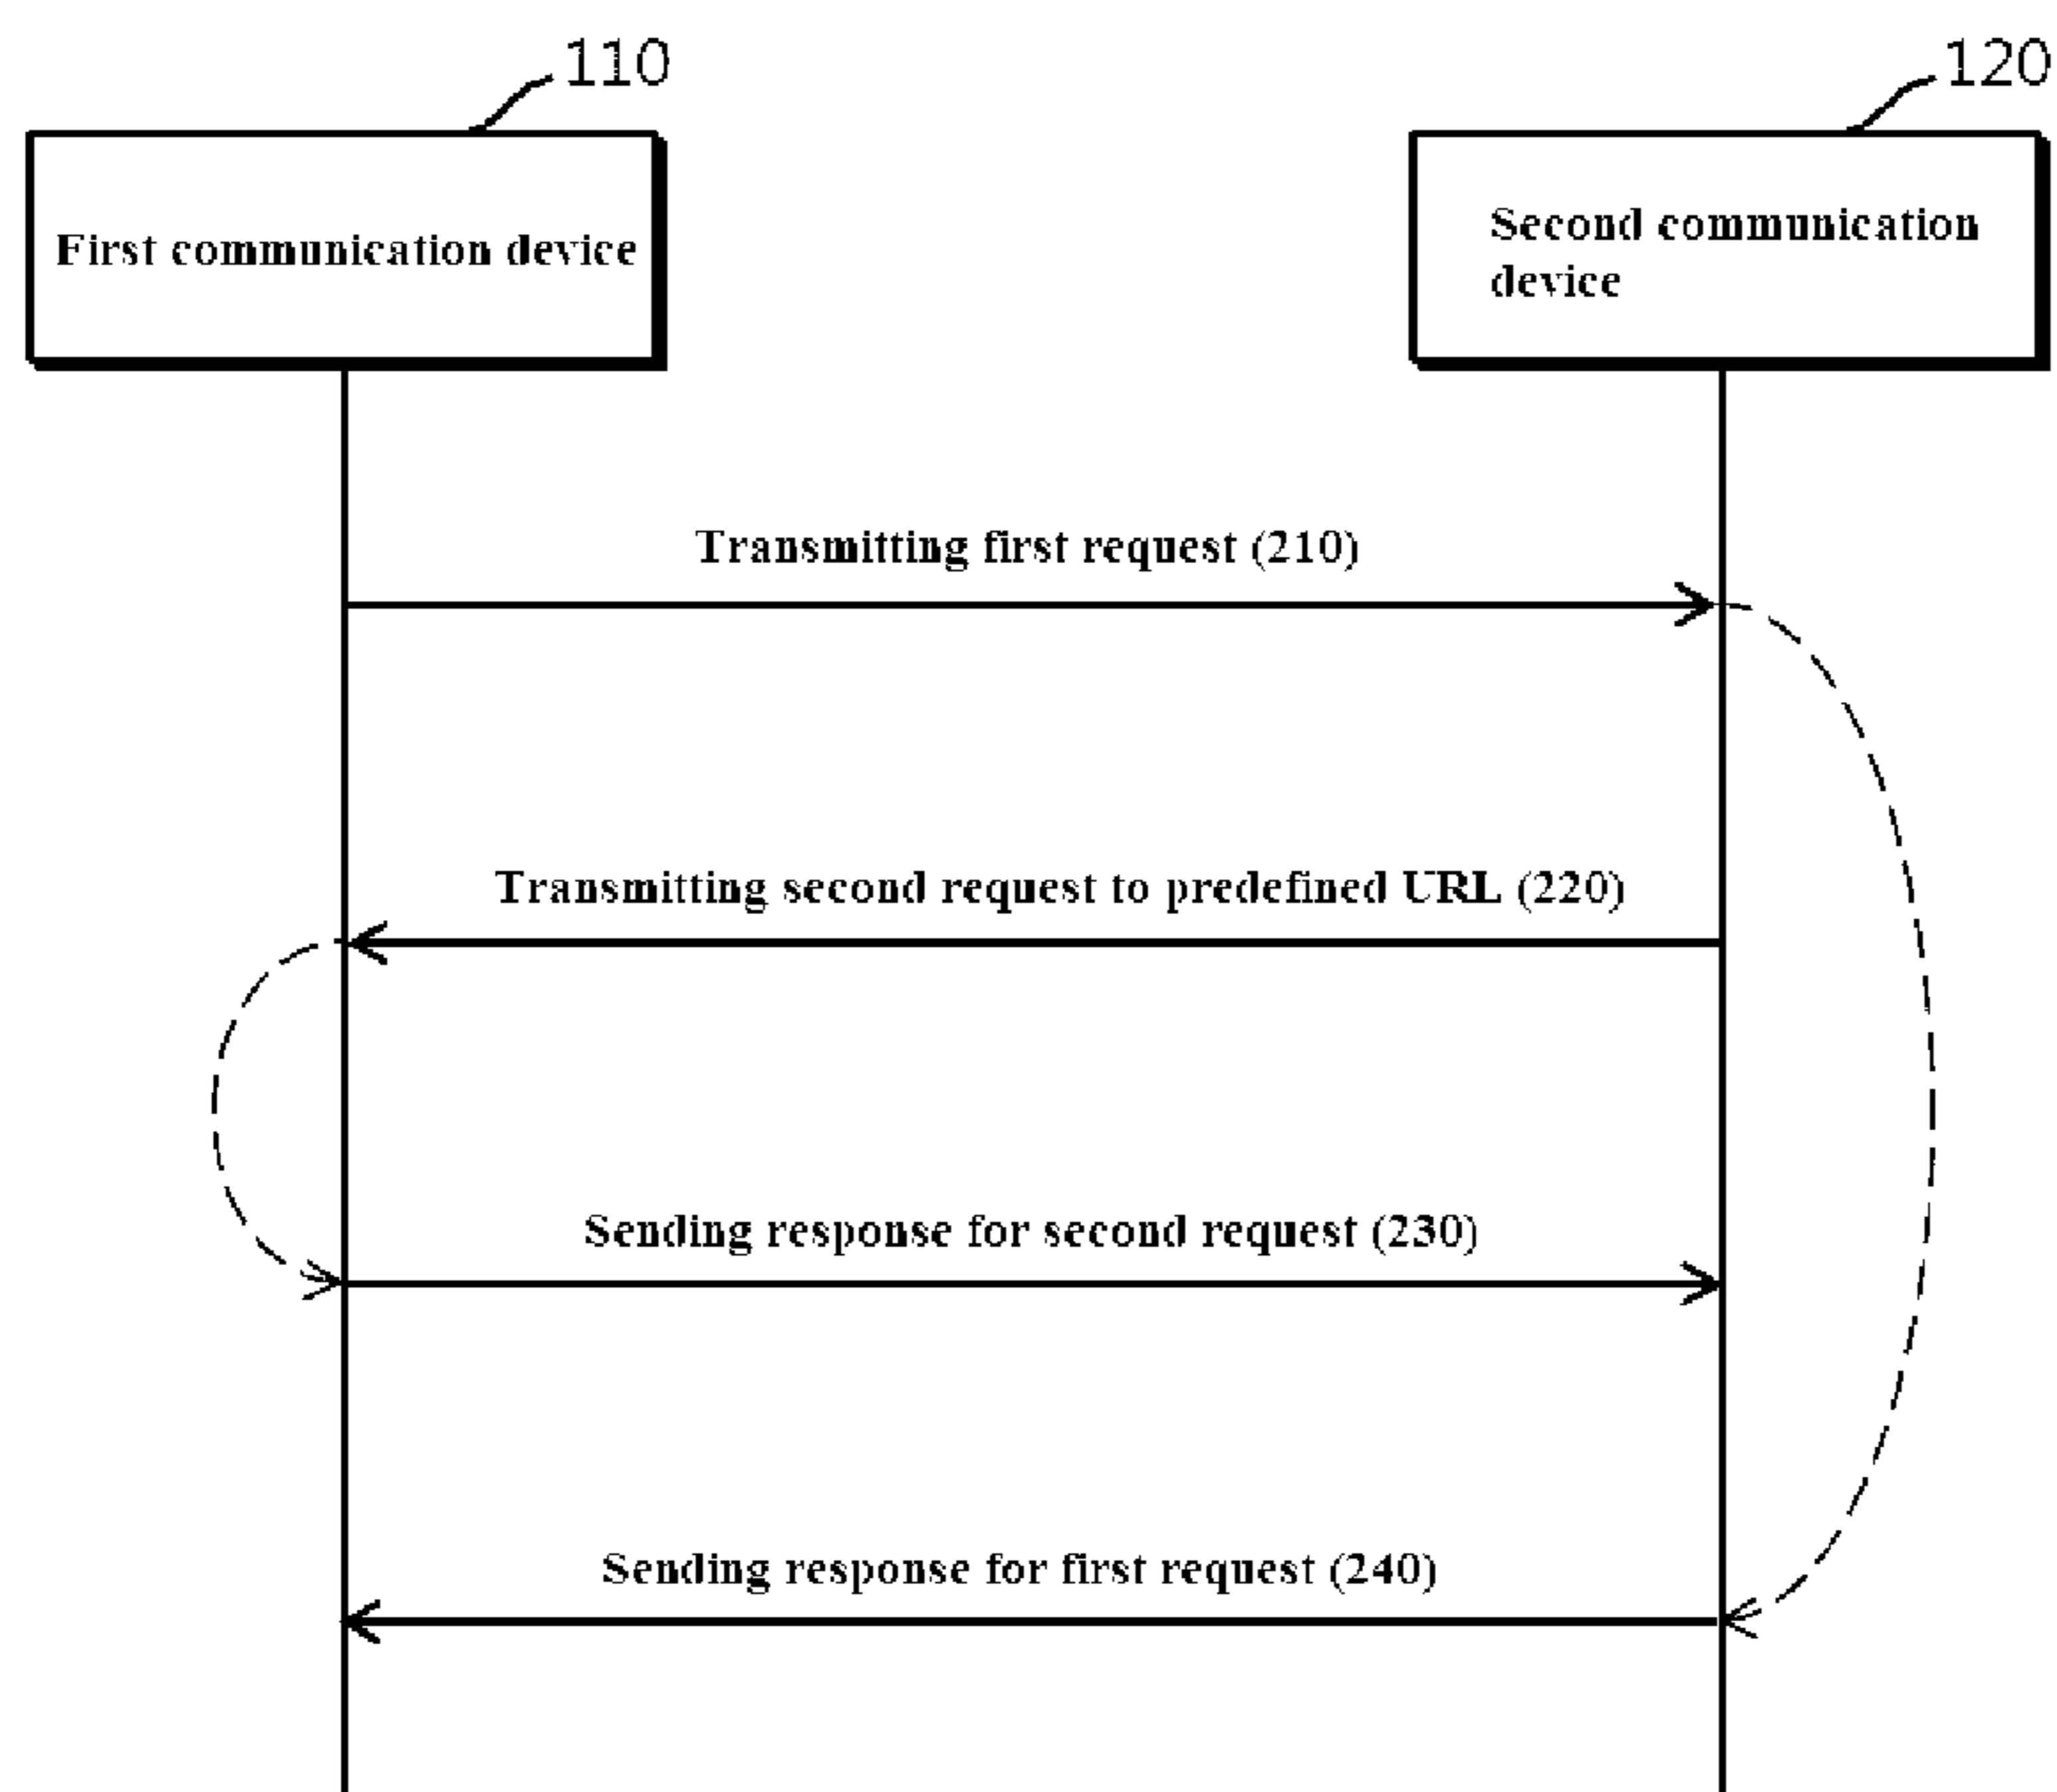 110
120
First communication device
Second communication
device
Transmitting first request (210)
Transmitting second request to predefined URL (220)
Sending response for second request (230)
Sending response for first request (240)